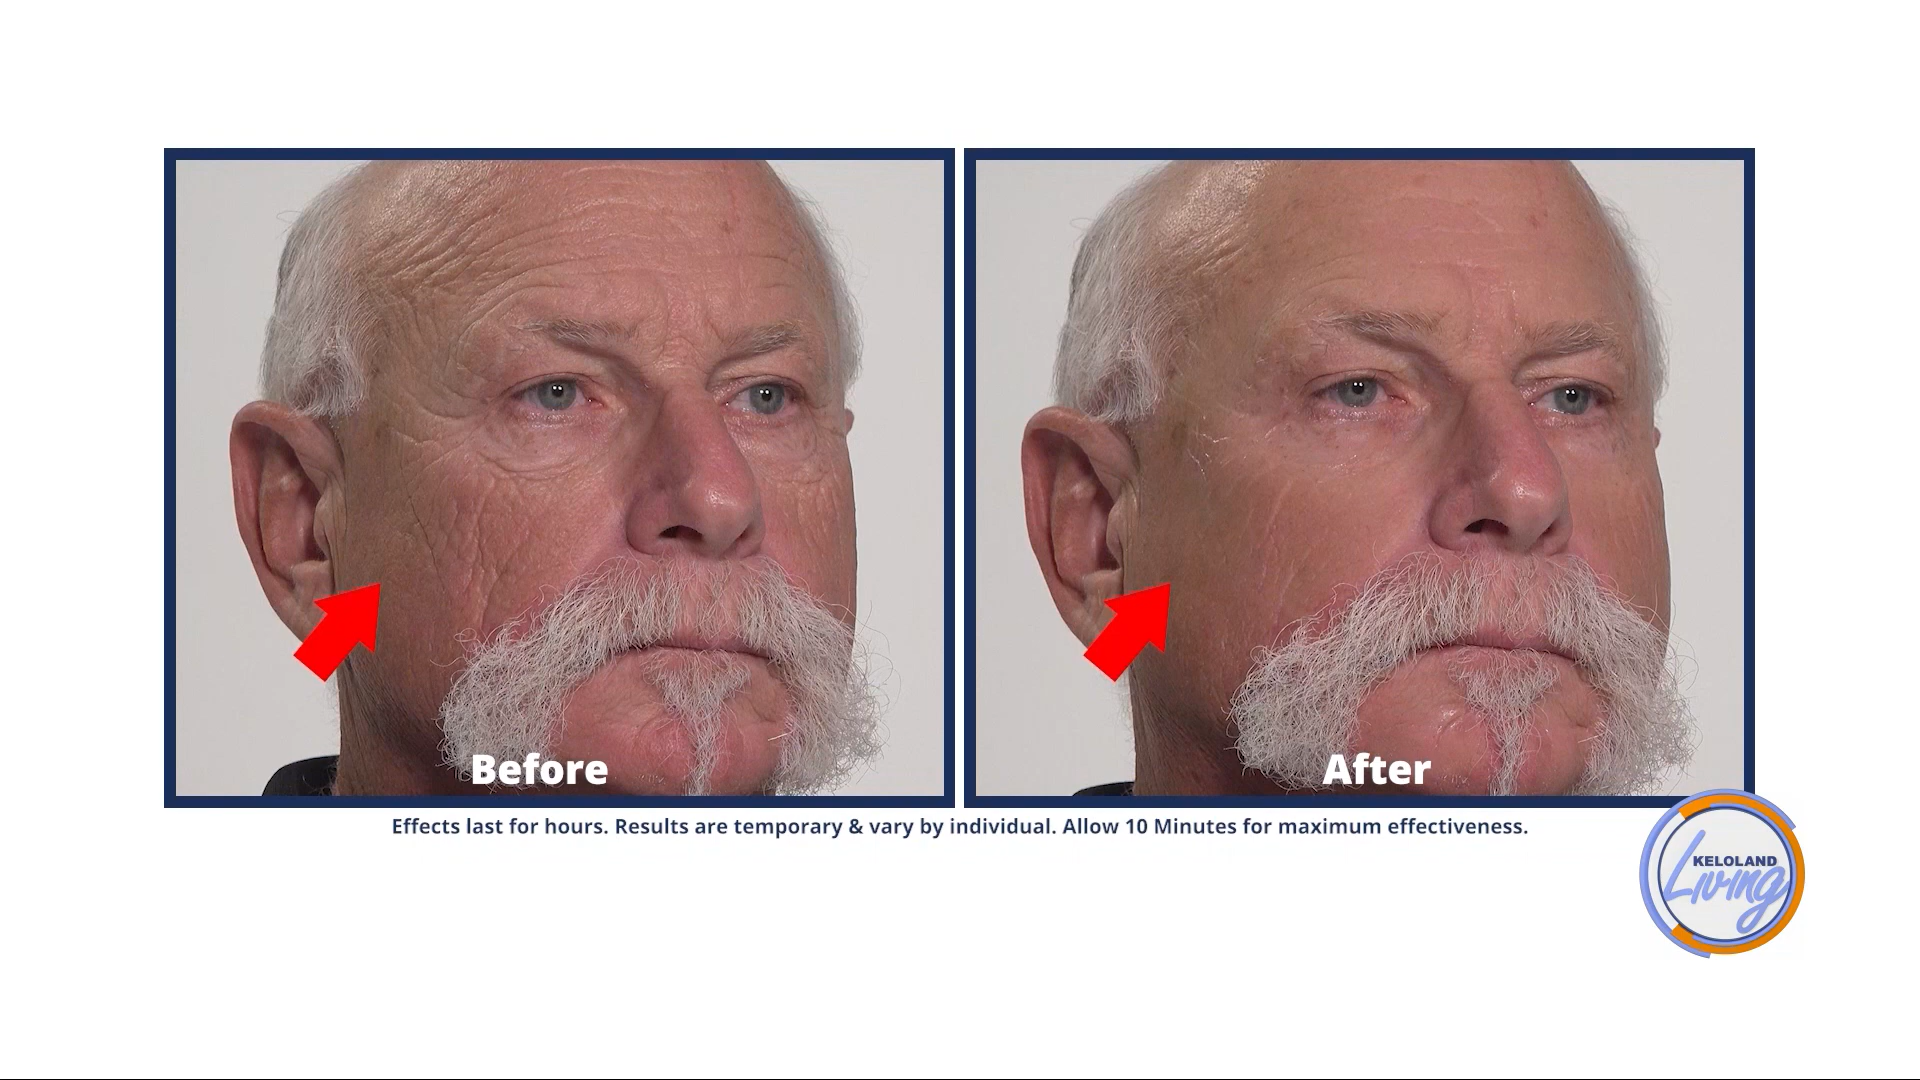 Before
After
Effects last for hours. Results are temporary & vary by individual. Allow 10 Minutes for maximum effectiveness.
KELOLAND
Living